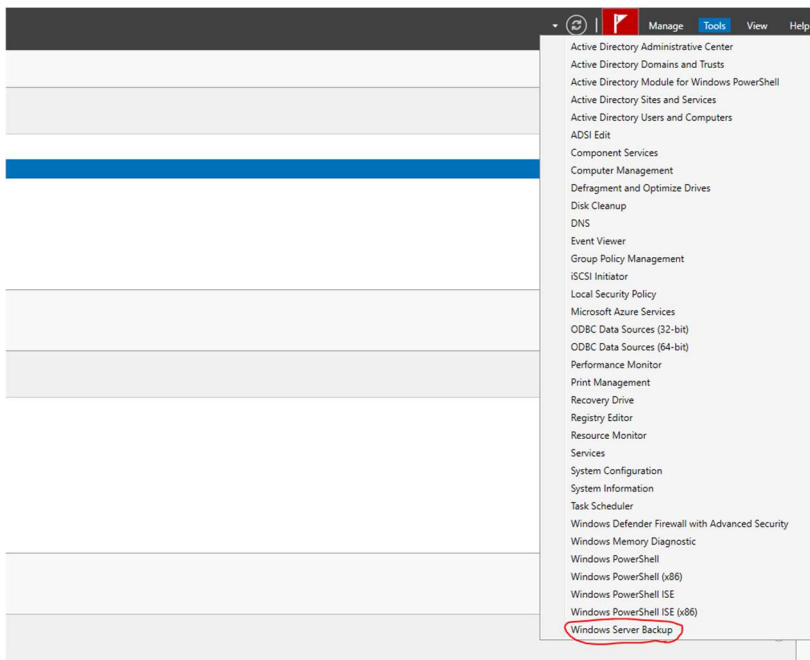 Manage Tools View Help
Active Directory Administrative Center
Active Directory Domains and Trusts
Active Directory Module for Windows PowerShell
Active Directory Sites and Services
Active Directory Users and Computers
ADSI Edit
Component Services
Computer Management
Defragment and Optimize Drives
Disk Cleanup
DNS
Event Viewer
Group Policy Management
iSCSI Initiator
Local Security Policy
Microsoft Azure Services
ODBC Data Sources (32-bit)
ODBC Data Sources (64-bit)
Performance Monitor
Print Management
Recovery Drive
Registry Editor
Resource Monitor
Services
System Configuration
System Information
Task Scheduler
Windows Defender Firewall with Advanced Security
Windows Memory Diagnostic
Windows PowerShell
Windows PowerShell (x86)
Windows PowerShell ISE
Windows PowerShell ISE (x86)
Windows Server Backup